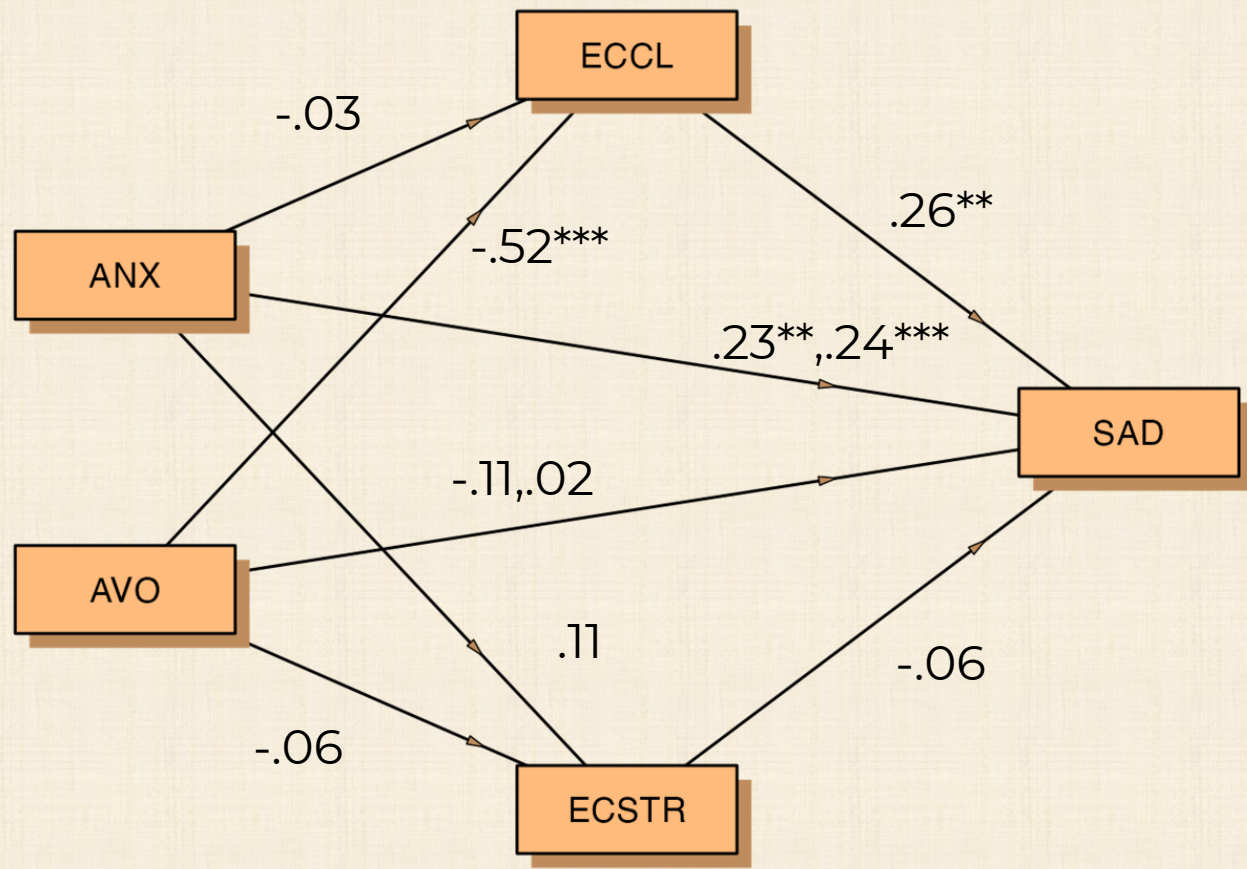 ECCL
-.03
.26**
-.52***
ANX
.23**,.24***
SAD
-.11,.02
AVO
.11
-.06
-.06
ECSTR